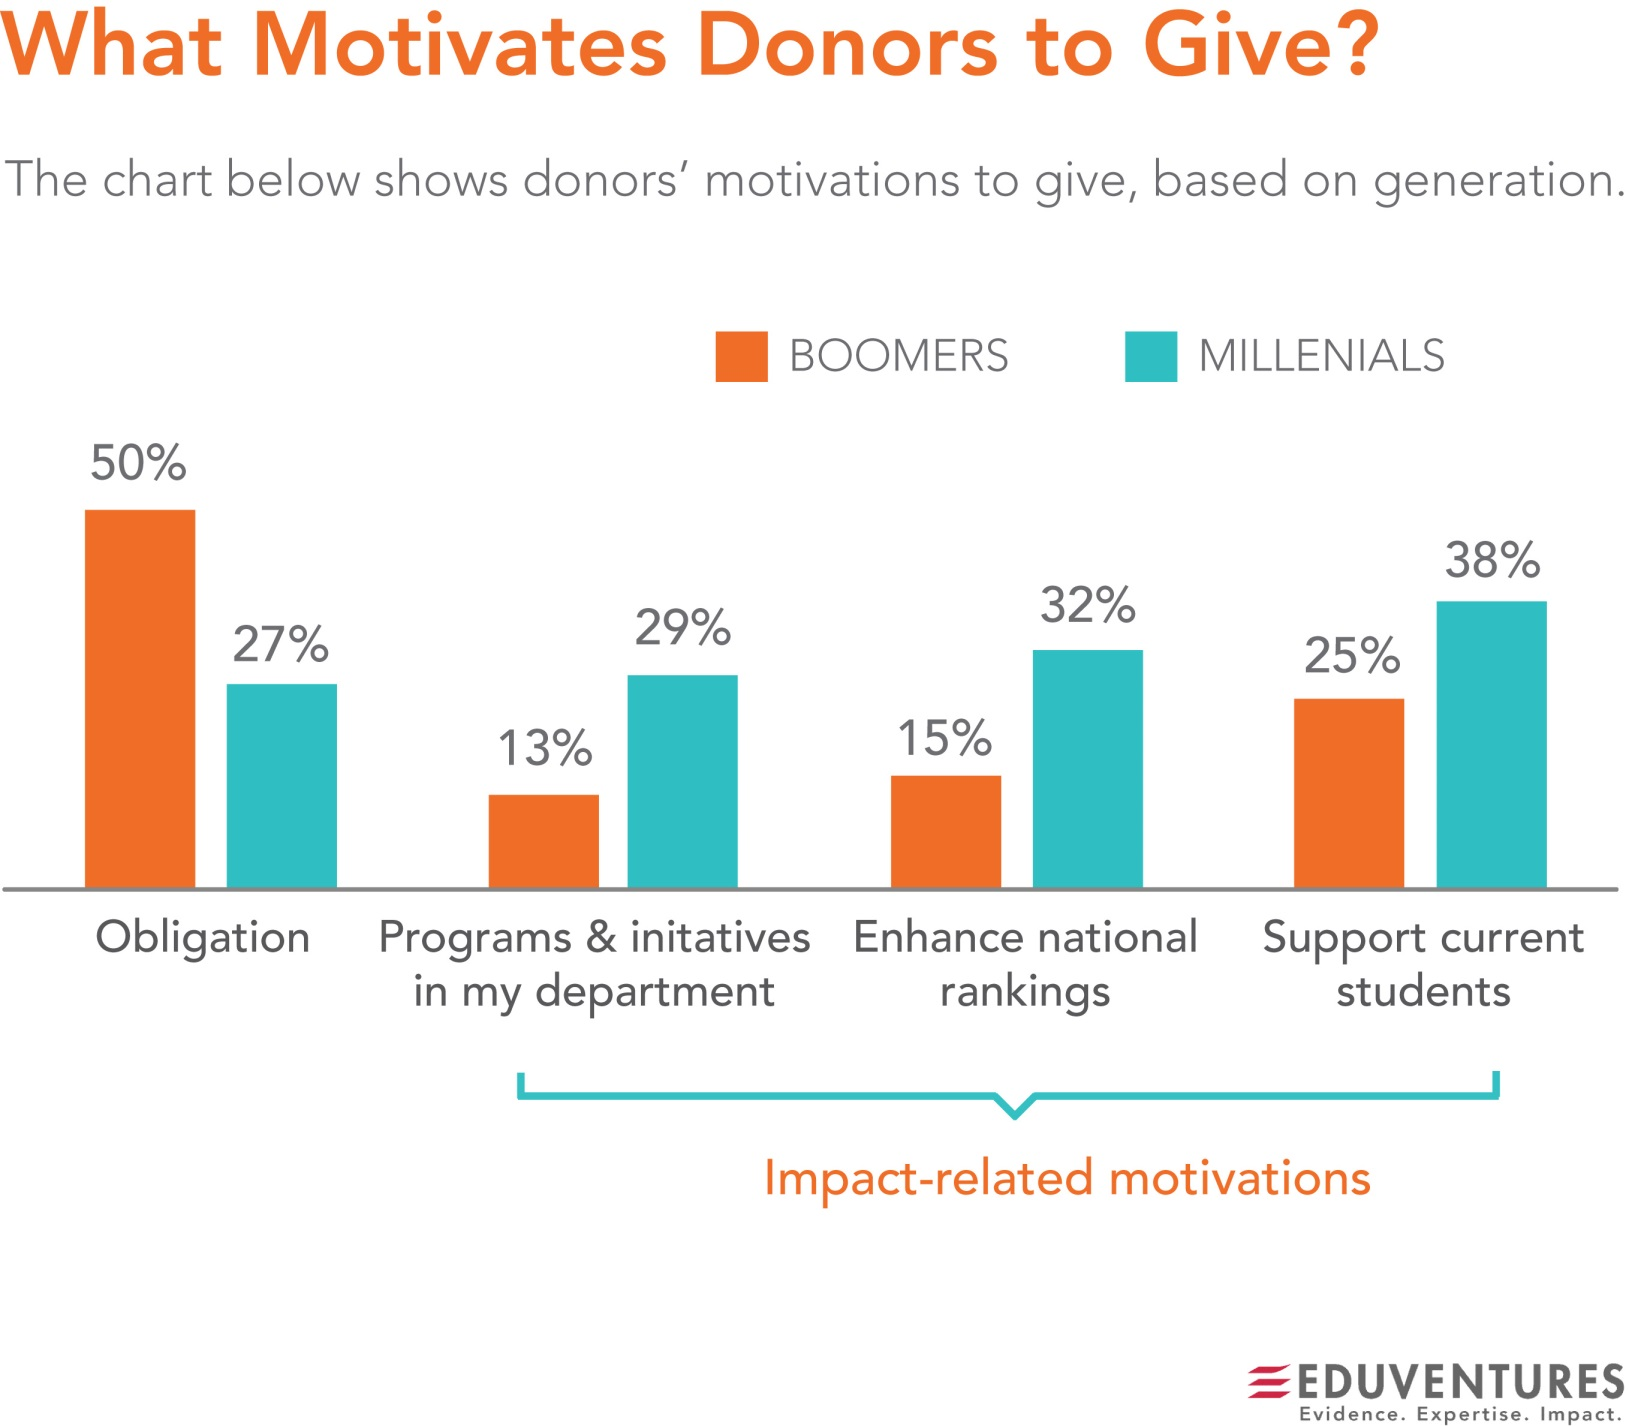 What Motivates Donors to Give?
The chart below shows donors’ motivations to give, based on generation.
BOOMERS
MILLENIALS
50%
27%
13%
29%
15%
32%
25%
38%
Obligation
Programs & initatives
in my department
Enhance national
rankings
Support current
students
Impact-related motivations
EDUVENTURES
Evidence. Expertise. Impact.